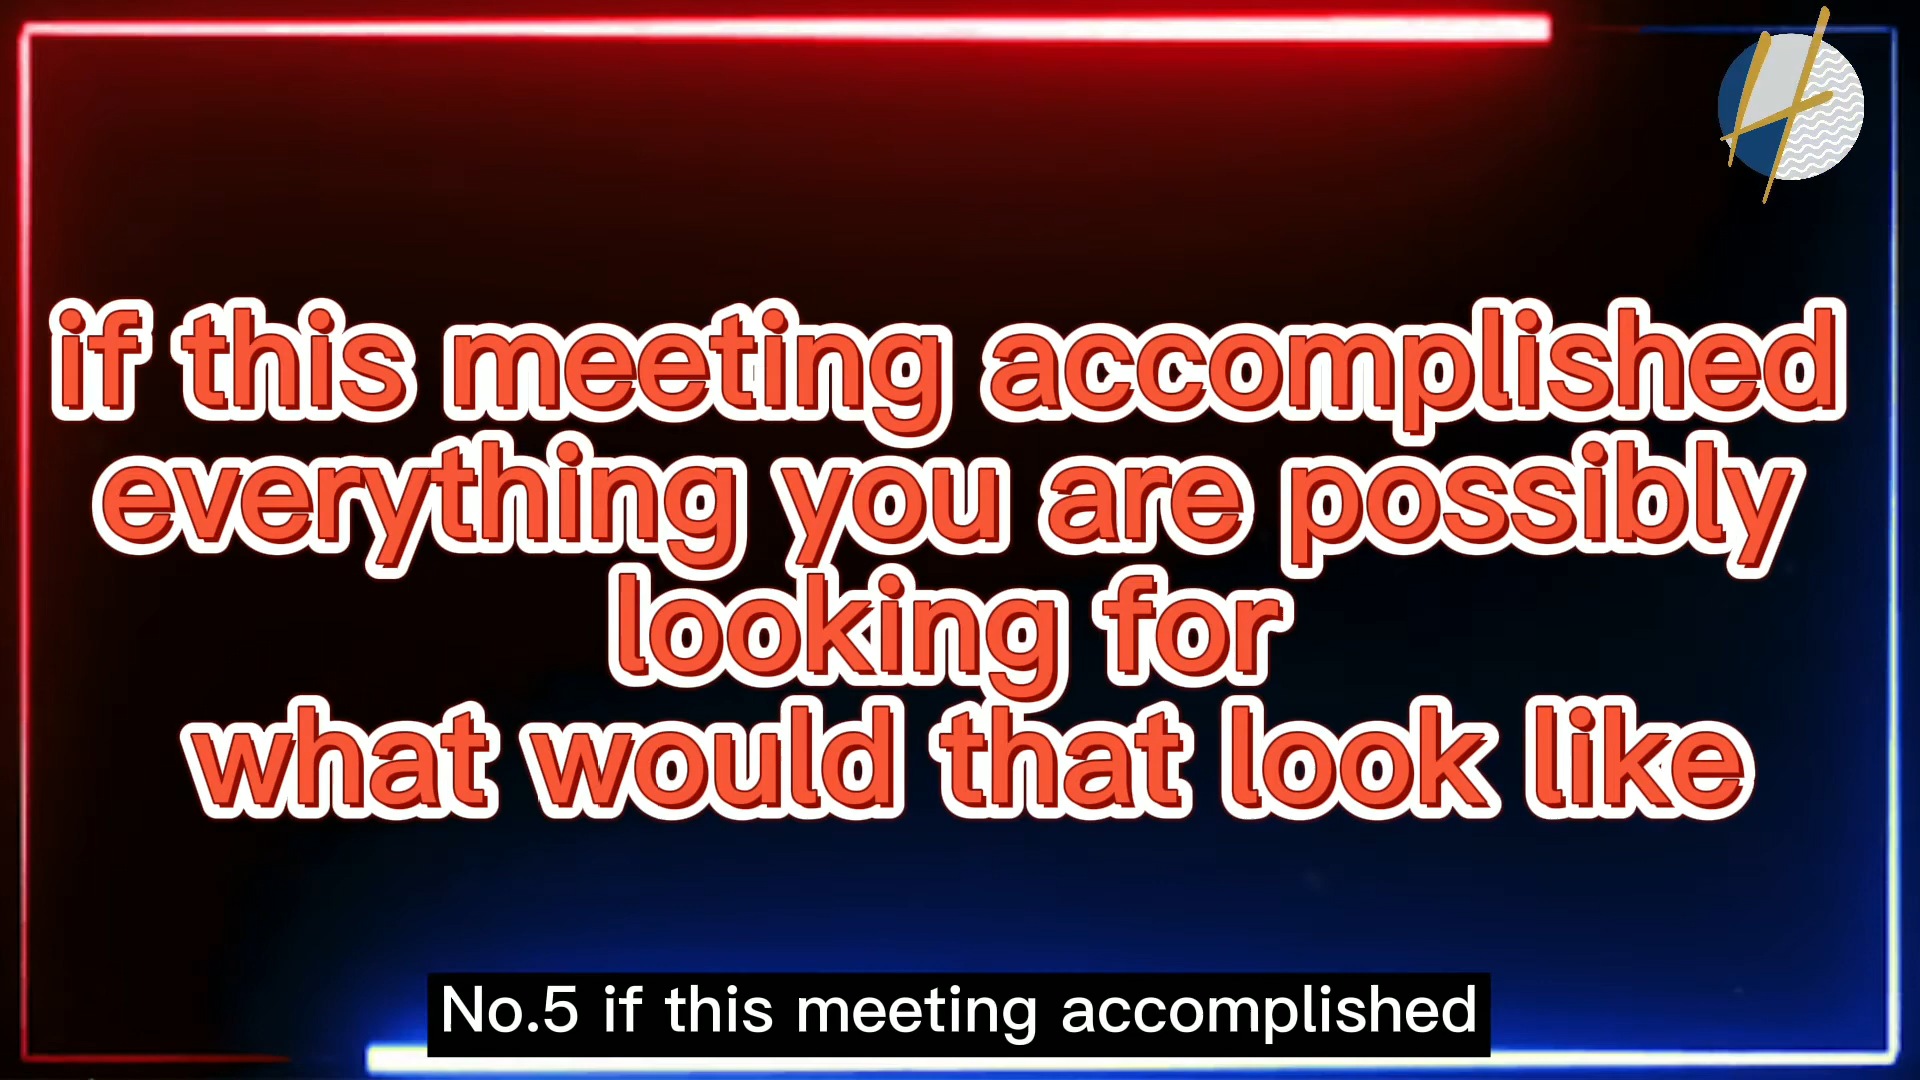 if this meeting accomplished
everything you are possibly
looking for
what would that look like
No.5 if this meeting accomplished